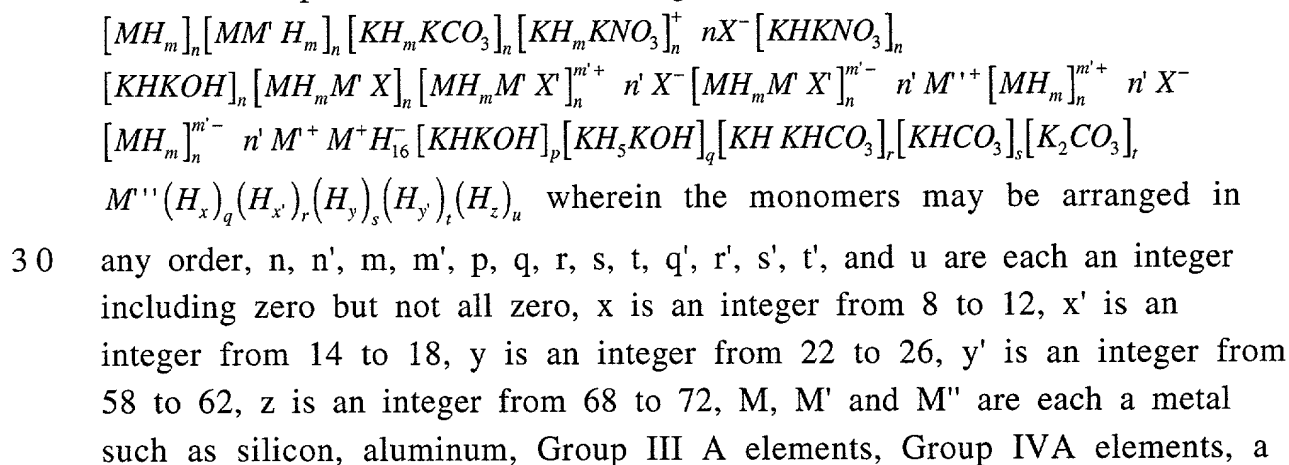 [MH_m]_n[MM' H_m]_n[KH_mKCO_3]_n[KH_mKNO_3]_n^+ nX^-[KHKNO_3]_n
[KHKOH]_n[MH_mM' X]_n[MH_mM' X']_n^{m'+} n' X^-[MH_mM' X']_n^{m'-} n' M''^+[MH_m]_n^{m'+} n' X^-
[MH_m]_n^{m'-} n' M'^+ M^+H_{16}^-[KHKOH]_p[KH_5KOH]_q[KH KHCO_3]_r[KHCO_3]_s[K_2CO_3]_t
M'''(H_x)_q(H_{x'})_r(H_y)_s(H_{y'})_t(H_z)_u wherein the monomers may be arranged in
30 any order, n, n', m, m', p, q, r, s, t, q', r', s', t', and u are each an integer
including zero but not all zero, x is an integer from 8 to 12, x' is an
integer from 14 to 18, y is an integer from 22 to 26, y' is an integer from
58 to 62, z is an integer from 68 to 72, M, M' and M" are each a metal
such as silicon, aluminum, Group III A elements, Group IVA elements, a